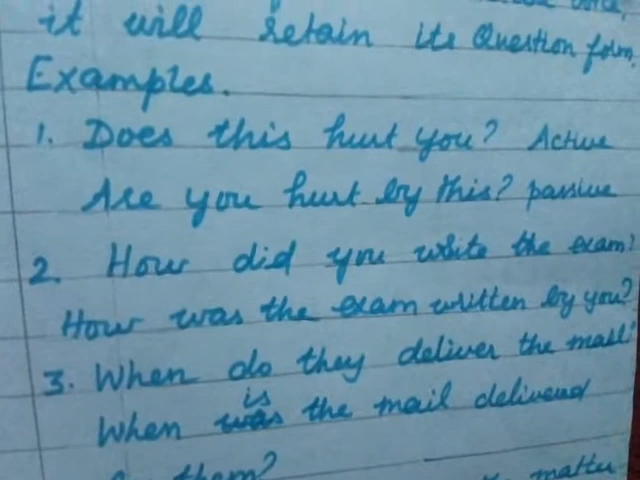 it will retain its Question form.
Examples.
1. Does this hurt you? Active
Are you hurt by this? passive
2. How did you write the exam?
How was the exam written by you?
3. When do they deliver the mail?
is
When was the mail delivered
them?
matter